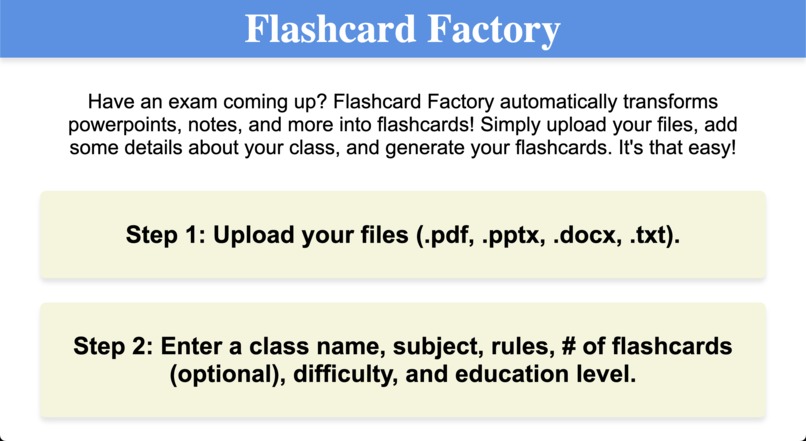 Flashcard Factory
Have an exam coming up? Flashcard Factory automatically transforms
powerpoints, notes, and more into flashcards! Simply upload your files, add
some details about your class, and generate your flashcards. It's that easy!
Step 1: Upload your files (.pdf, .pptx, .docx, .txt).
Step 2: Enter a class name, subject, rules, # of flashcards
(optional), difficulty, and education level.